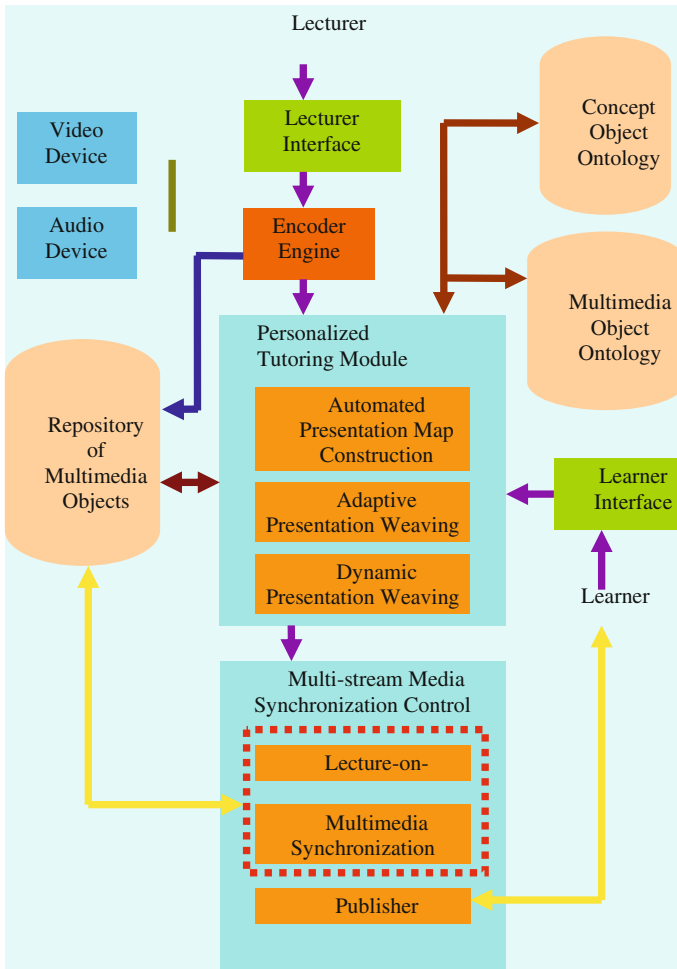 Lecturer
Lecturer
Interface
Video
Device
Audio
Device
Encoder
Engine
Concept
Object
Ontology
Multimedia
Object
Ontology
Personalized
Tutoring Module
Automated
Presentation Map
Construction
Adaptive
Presentation Weaving
Dynamic
Presentation Weaving
Repository
of
Multimedia
Objects
Learner
Interface
Learner
Multi-stream Media
Synchronization Control
Lecture-on-
Multimedia
Synchronization
Publisher